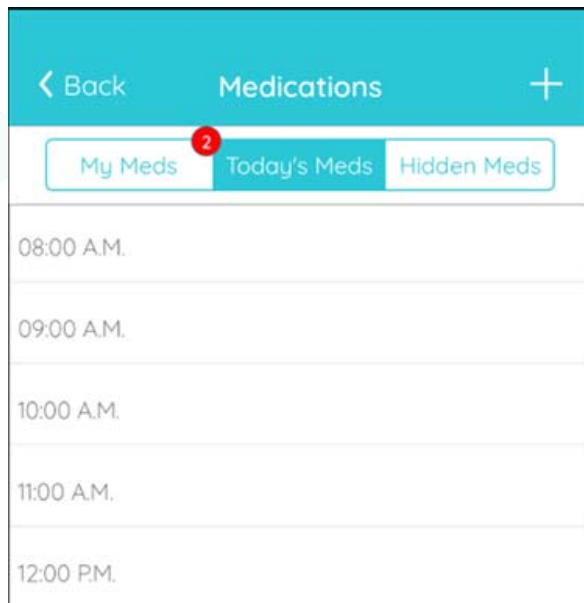 Back Medications +
2
My Meds Today's Meds Hidden Meds
08:00 A.M.
09:00 A.M.
10:00 A.M.
11:00 A.M.
12:00 P.M.